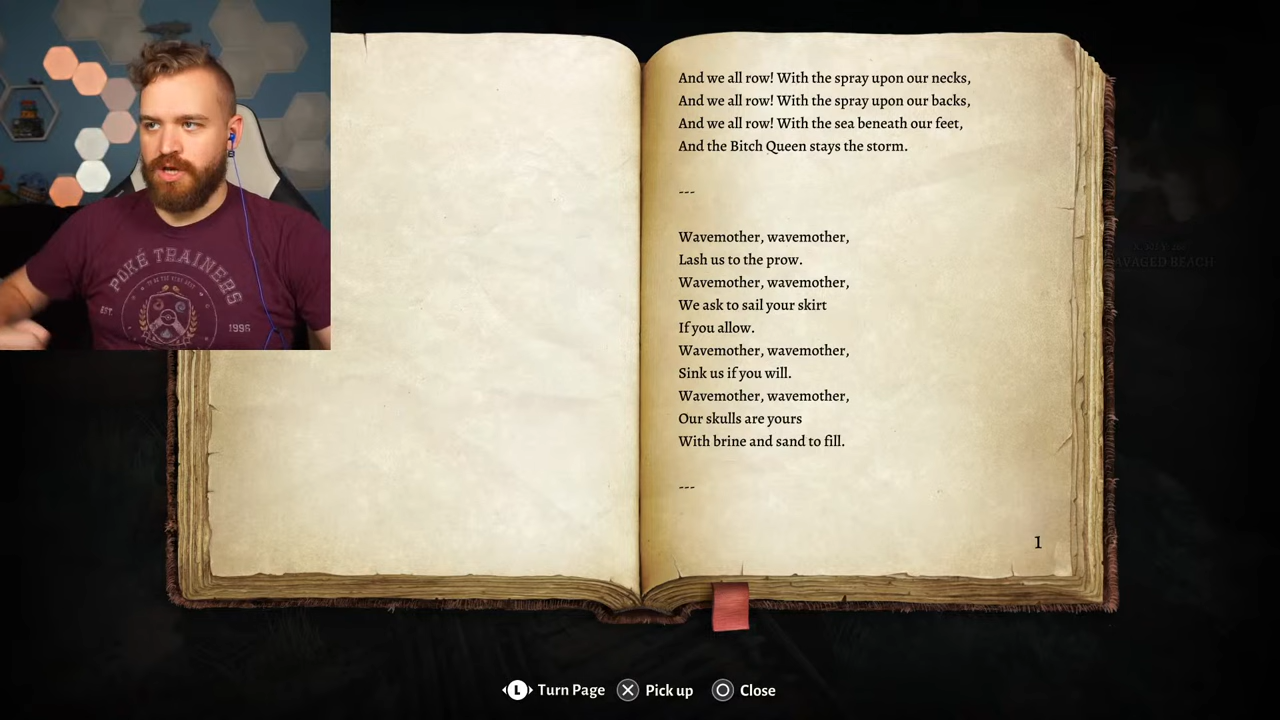 And we all row! With the spray upon our necks,
And we all row! With the spray upon our backs,
And we all row! With the sea beneath our feet,
And the Bitch Queen stays the storm.
---
Wavemother, wavemother,
Lash us to the prow.
Wavemother, wavemother,
We ask to sail your skirt
If you allow.
Wavemother, wavemother,
Sink us if you will.
Wavemother, wavemother,
Our skulls are yours
With brine and sand to fill.
---
1
POKÉ TRAINERS
EST.
1996
BEACH
L Turn Page
Pick up
Close